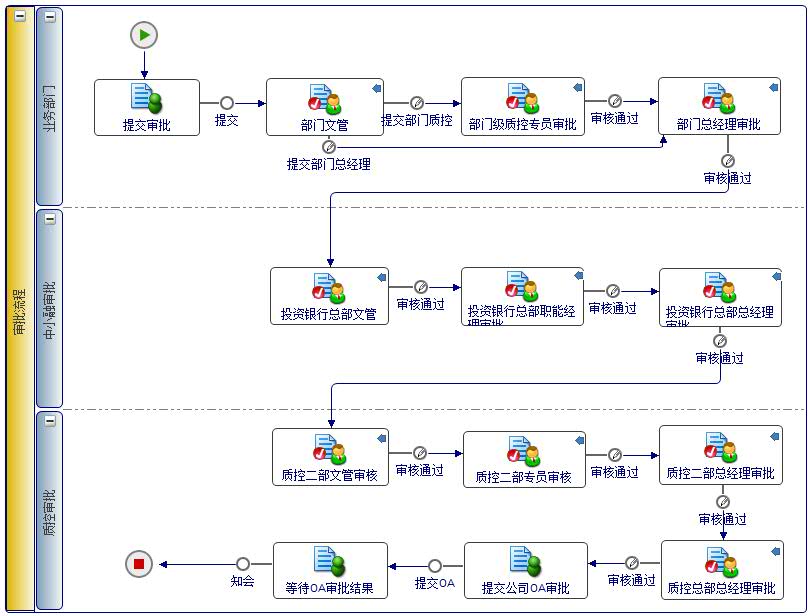 审批流程
业务部门
提交审批
提交
部门文管
提交部门质控
部门级质控专员审批
审核通过
部门总经理审批
提交部门总经理
审核通过
中小融审批
投资银行总部文管
审核通过
投资银行总部职能经
理审批
审核通过
投资银行总部总经理
审批
审核通过
质控审批
质控二部文管审核
审核通过
质控二部专员审核
审核通过
质控二部总经理审批
审核通过
知会
等待OA审批结果
提交OA
提交公司OA审批
审核通过
质控总部总经理审批